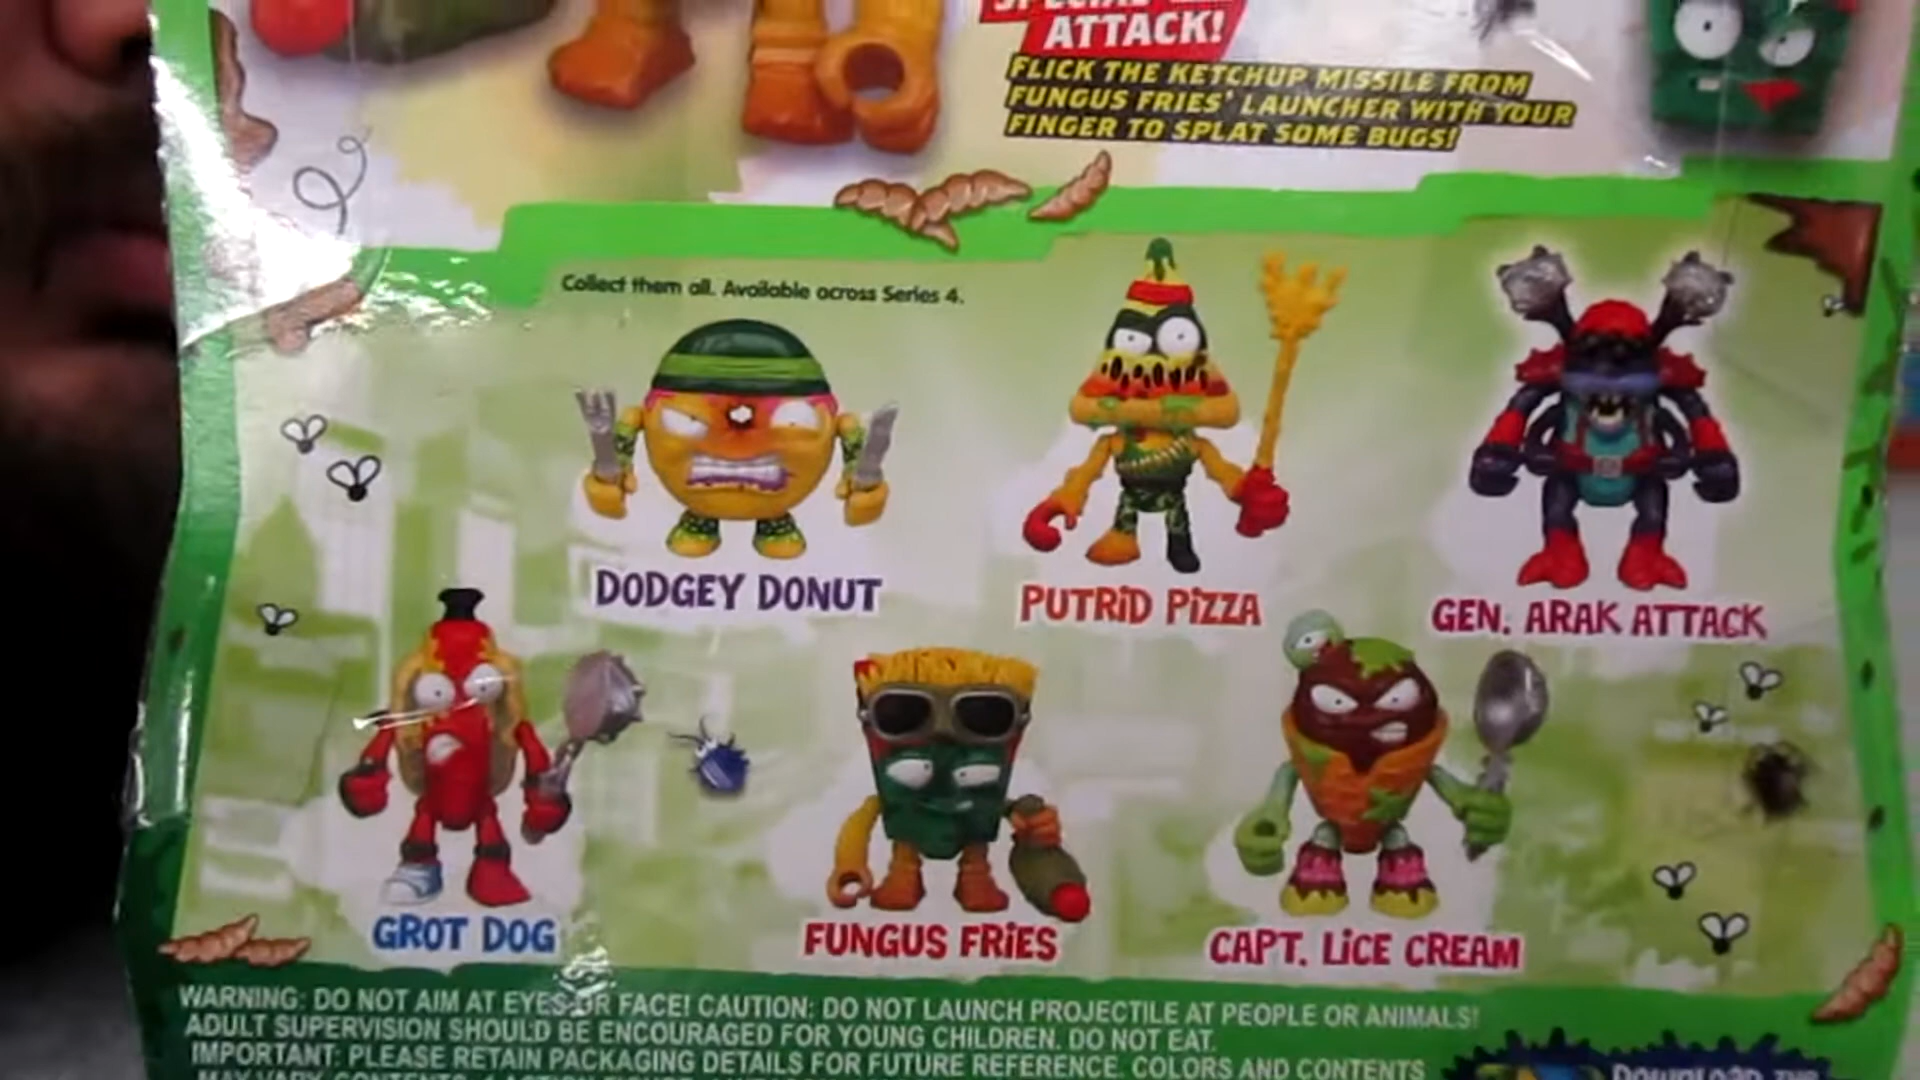 SPECIAL
ATTACK!
FLICK THE KETCHUP MISSILE FROM
FUNGUS FRIES' LAUNCHER WITH YOUR
FINGER TO SPLAT SOME BUGS!
Collect them all. Available across Series 4.
DODGEY DONUT
PUTRiD PiZZA
GEN. ARAK ATTACK
GROT DOG
FUNGUS FRiES
CAPT. LiCE CREAM
WARNING: DO NOT AIM AT EYES OR FACE! CAUTION: DO NOT LAUNCH PROJECTILE AT PEOPLE OR ANIMALS!
ADULT SUPERVISION SHOULD BE ENCOURAGED FOR YOUNG CHILDREN. DO NOT EAT.
IMPORTANT: PLEASE RETAIN PACKAGING DETAILS FOR FUTURE REFERENCE. COLORS AND CONTENTS
MAY VARY. CONTENTS:
DOWNLOAD THE